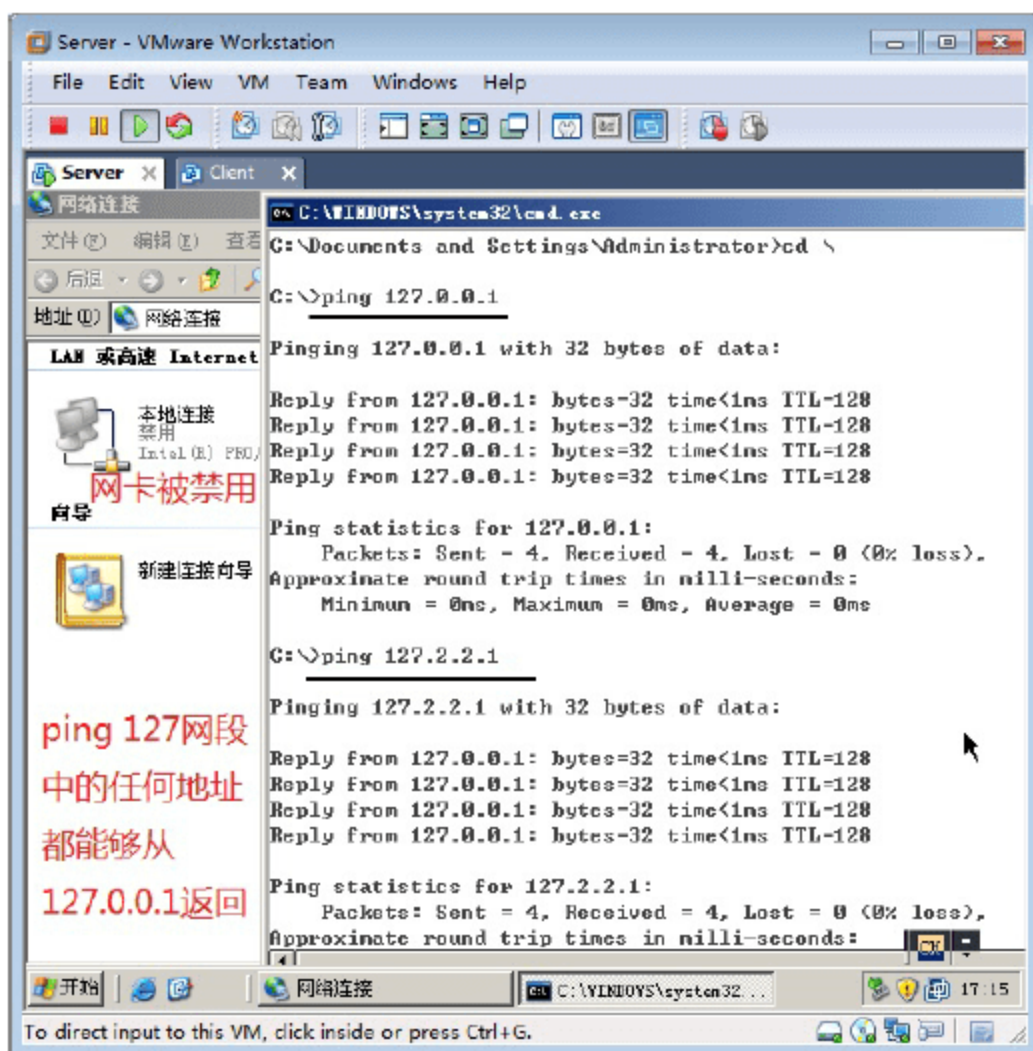 Server - VMware Workstation
File Edit View VM Team Windows Help
Server Client
网络连接
文件(F) 编辑(E) 查看
后退
地址(D) 网络连接
LAN 或高速 Internet
本地连接
禁用
Intel(R) PRO/
网卡被禁用
向导
新建连接向导
ping 127网段
中的任何地址
都能够从
127.0.0.1返回
C:\WINDOWS\system32\cmd.exe
C:\Documents and Settings\Administrator>cd \
C:\>ping 127.0.0.1
Pinging 127.0.0.1 with 32 bytes of data:
Reply from 127.0.0.1: bytes=32 time<1ms TTL=128
Reply from 127.0.0.1: bytes=32 time<1ms TTL=128
Reply from 127.0.0.1: bytes=32 time<1ms TTL=128
Reply from 127.0.0.1: bytes=32 time<1ms TTL=128
Ping statistics for 127.0.0.1:
Packets: Sent = 4, Received = 4, Lost = 0 (0% loss),
Approximate round trip times in milli-seconds:
Minimum = 0ms, Maximum = 0ms, Average = 0ms
C:\>ping 127.2.2.1
Pinging 127.2.2.1 with 32 bytes of data:
Reply from 127.0.0.1: bytes=32 time<1ms TTL=128
Reply from 127.0.0.1: bytes=32 time<1ms TTL=128
Reply from 127.0.0.1: bytes=32 time<1ms TTL=128
Reply from 127.0.0.1: bytes=32 time<1ms TTL=128
Ping statistics for 127.2.2.1:
Packets: Sent = 4, Received = 4, Lost = 0 (0% loss),
Approximate round trip times in milli-seconds:
开始 网络连接 C:\WINDOWS\system32... 17:15
To direct input to this VM, click inside or press Ctrl+G.